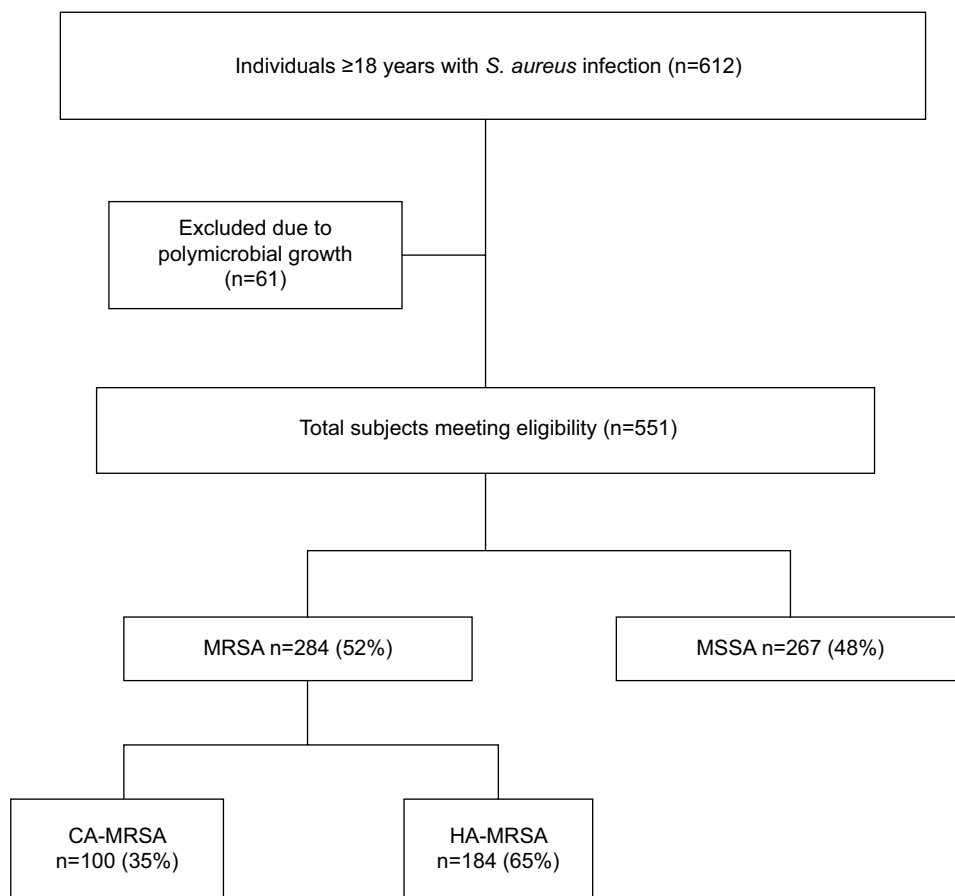 Individuals ≥18 years with S. aureus infection (n=612)
Excluded due to
polymicrobial growth
(n=61)
Total subjects meeting eligibility (n=551)
MRSA n=284 (52%)
MSSA n=267 (48%)
CA-MRSA
n=100 (35%)
HA-MRSA
n=184 (65%)